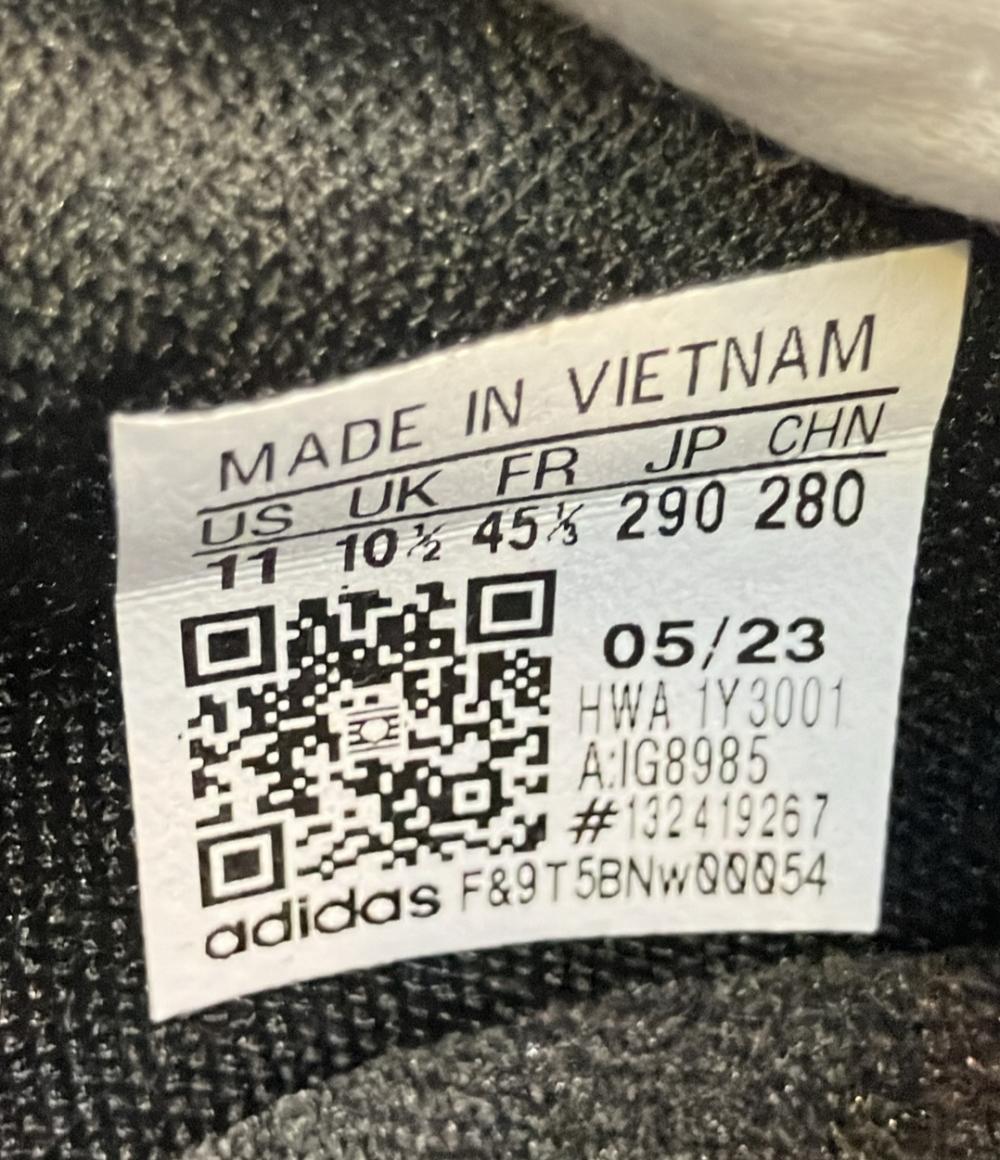 MADE IN VIETNAM
US UK FR JP CHN
11 10½ 45⅓ 290 280
05/23
HWA 1Y3001
A:IG8985
#132419267
adidas F&9T5BNw00054